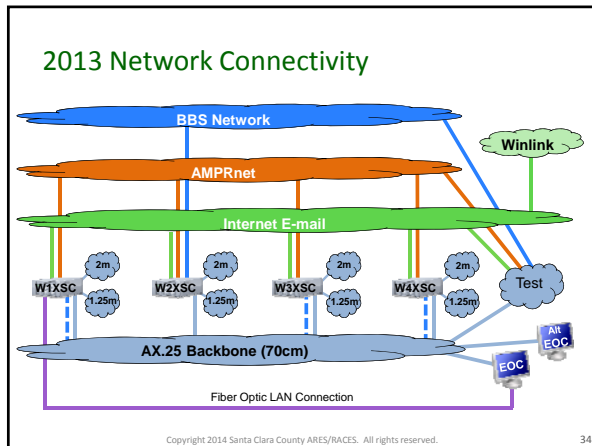 2013 Network Connectivity
BBS Network
Winlink
AMPRnet
Internet E-mail
2m
2m
2m
2m
W1XSC
W2XSC
W3XSC
W4XSC
Test
1.25m
1.25m
1.25m
1.25m
Alt
EOC
AX.25 Backbone (70cm)
EOC
Fiber Optic LAN Connection
Copyright 2014 Santa Clara County ARES/RACES. All rights reserved.
34